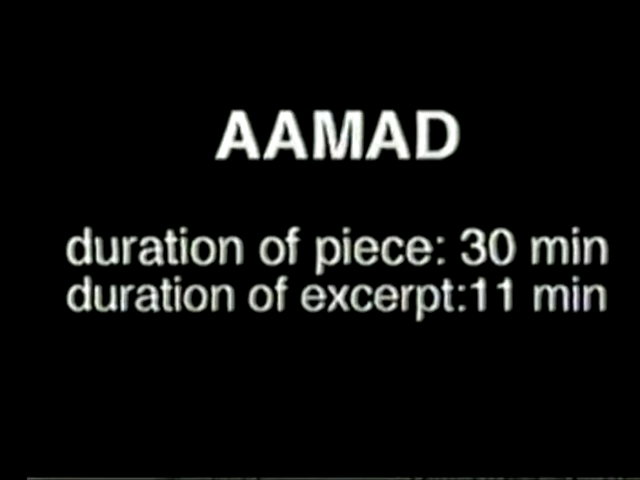 AAMAD
duration of piece: 30 min
duration of excerpt:11 min